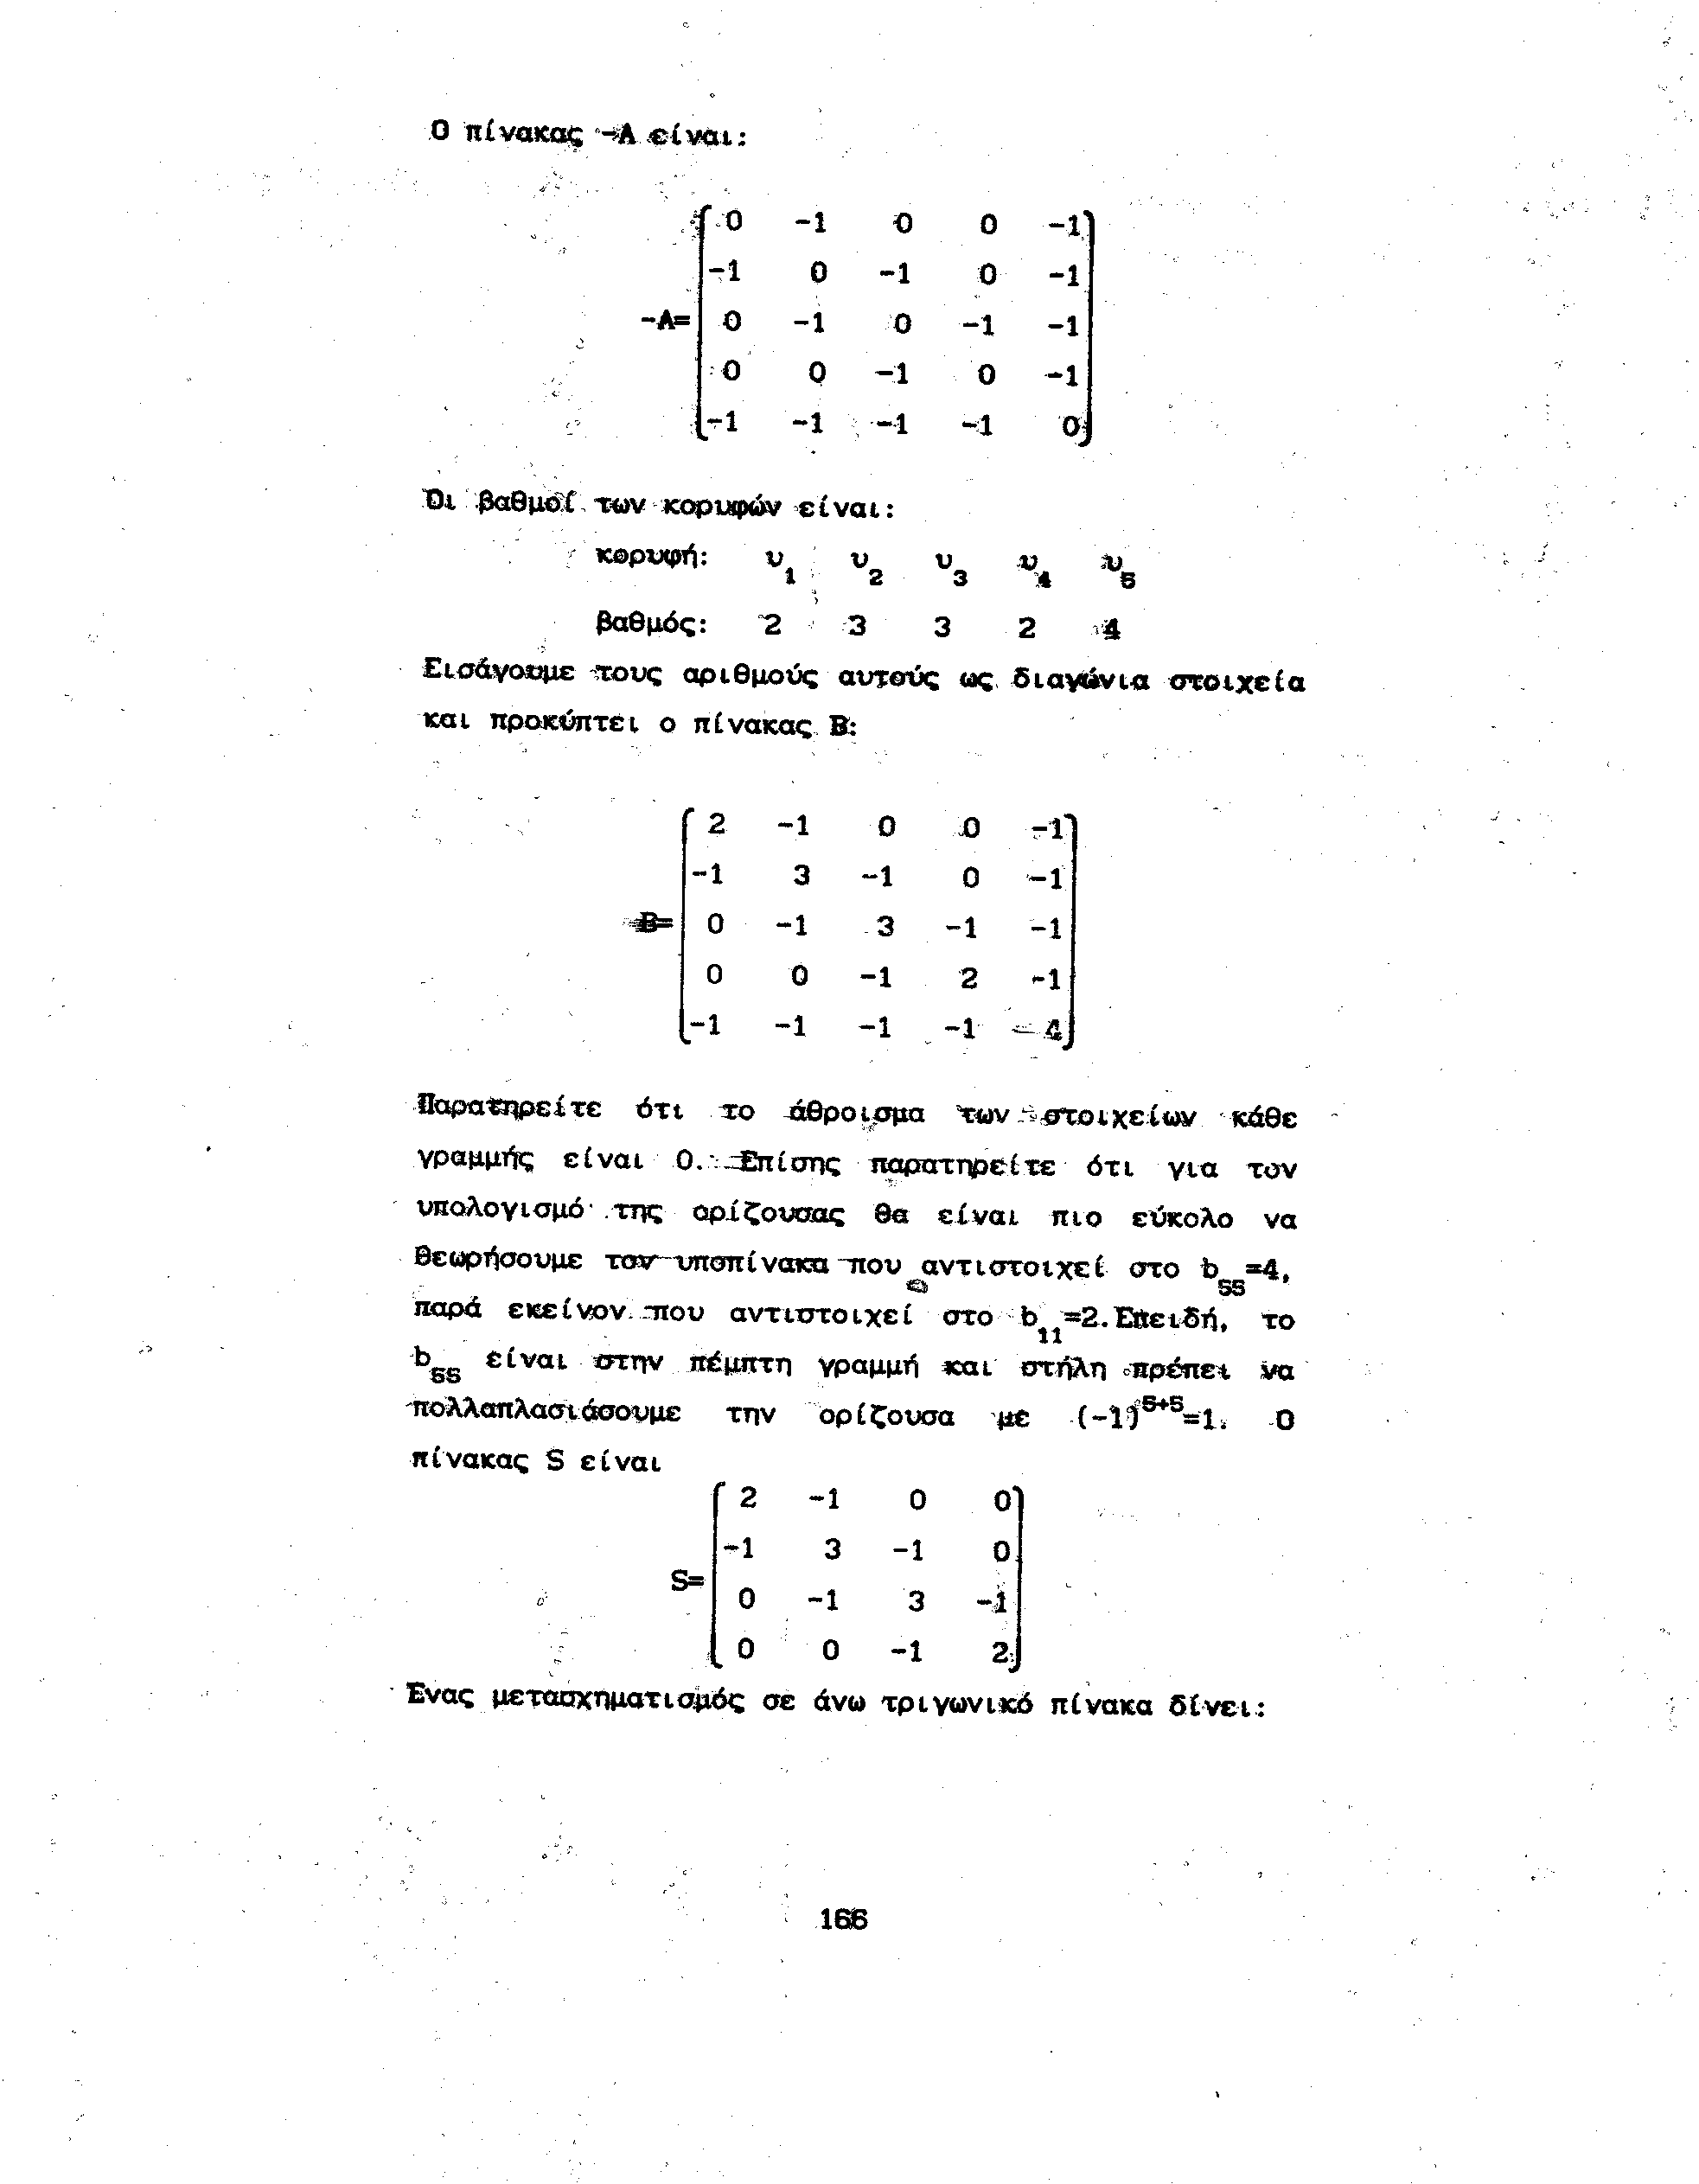 Ο πίνακας -Α είναι:
0 -1 0 0 -1
-1 0 -1 0 -1
-A= 0 -1 0 -1 -1
0 0 -1 0 -1
-1 -1 -1 -1 0
Οι βαθμοί των κορυφών είναι:
κορυφή: υ1 υ2 υ3 υ4 υ5
βαθμός: 2 3 3 2 4
Εισάγουμε τους αριθμούς αυτούς ως διαγώνια στοιχεία
και προκύπτει ο πίνακας Β:
2 -1 0 0 -1
-1 3 -1 0 -1
B= 0 -1 3 -1 -1
0 0 -1 2 -1
-1 -1 -1 -1 4
Παρατηρείτε ότι το άθροισμα των στοιχείων κάθε
γραμμής είναι 0. Επίσης παρατηρείτε ότι για τον
υπολογισμό της ορίζουσας θα είναι πιο εύκολο να
θεωρήσουμε τον υποπίνακα που αντιστοιχεί στο b55=4,
παρά εκείνον που αντιστοιχεί στο b11=2. Επειδή, το
b55 είναι στην πέμπτη γραμμή και στήλη πρέπει να
πολλαπλασιάσουμε την ορίζουσα με (-1)^5+5=1. Ο
πίνακας S είναι
2 -1 0 0
-1 3 -1 0
S=
0 -1 3 -1
0 0 -1 2
Ένας μετασχηματισμός σε άνω τριγωνικό πίνακα δίνει:
166